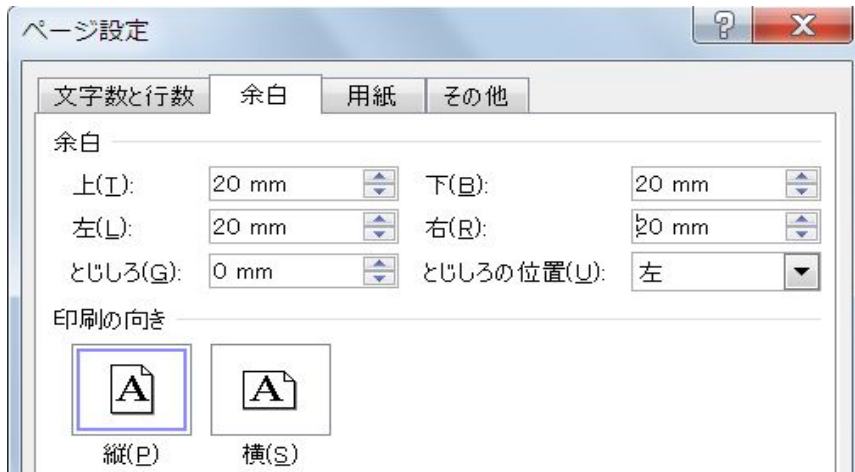 ページ設定
文字数と行数 余白 用紙 その他
余白
上(T): 20 mm 下(B): 20 mm
左(L): 20 mm 右(R): 20 mm
とじしろ(G): 0 mm とじしろの位置(U): 左
印刷の向き
A A
縦(P) 横(S)